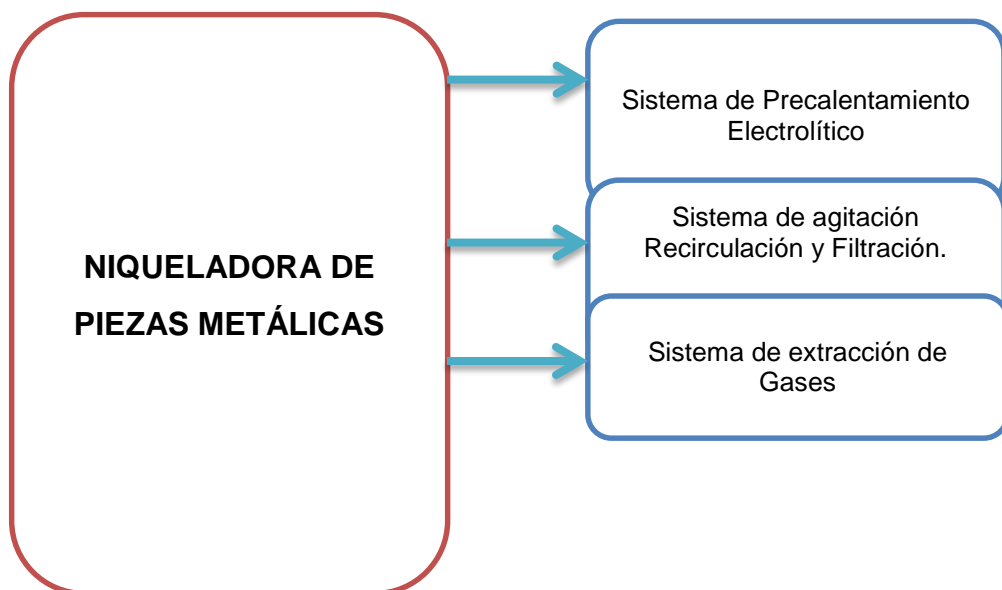 NIQUELADORA DE
PIEZAS METÁLICAS
Sistema de Precalentamiento
Electrolítico
Sistema de agitación
Recirculación y Filtración.
Sistema de extracción de
Gases